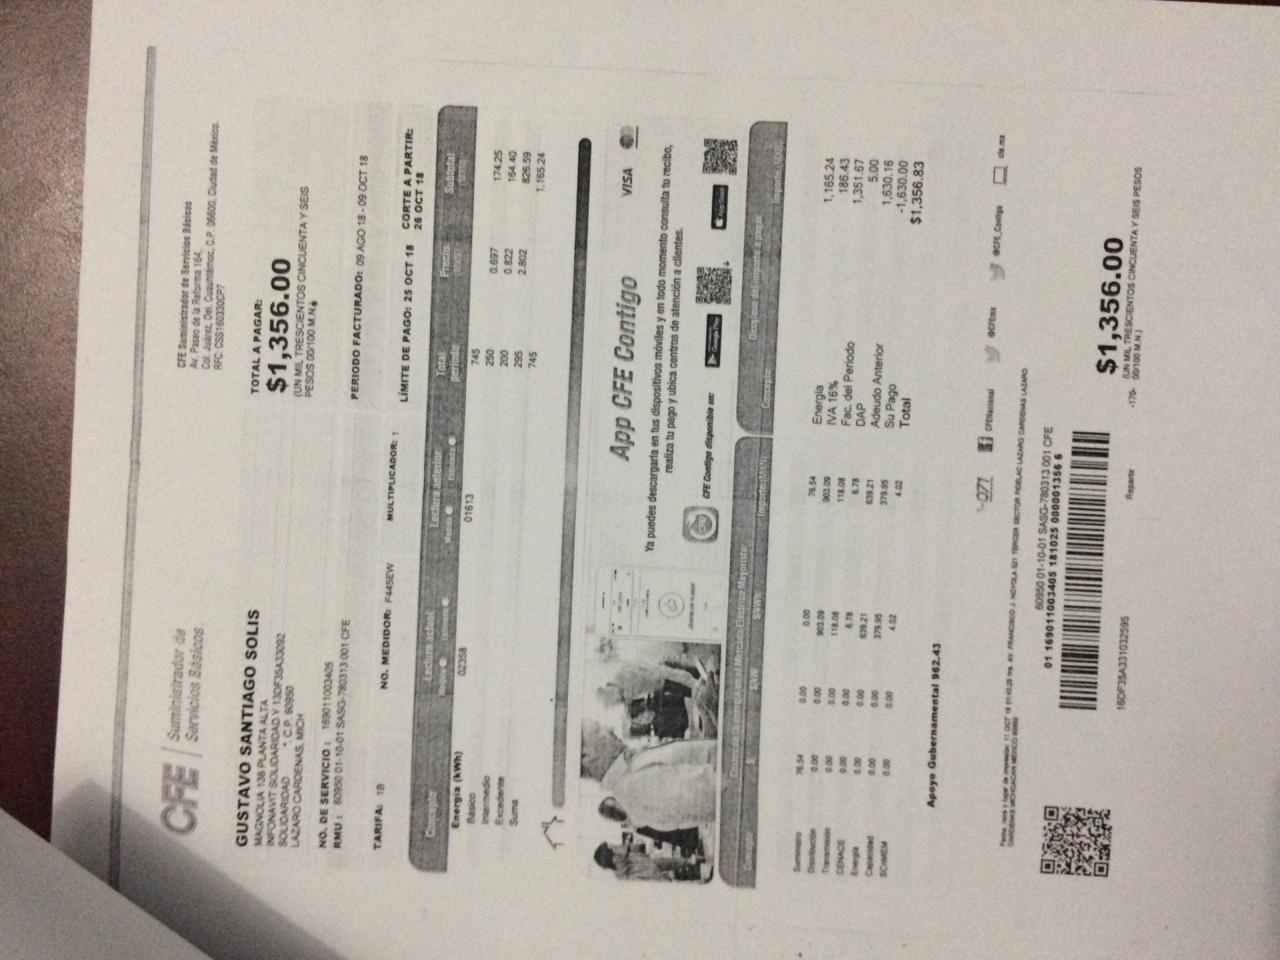 CFE Suministrador de
Servicios Básicos
CFE Suministrador de Servicios Básicos
Av. Paseo de la Reforma 164,
Col. Juárez, Del. Cuauhtémoc, C.P. 06600, Ciudad de México.
RFC: CSS160330CP7
GUSTAVO SANTIAGO SOLIS
MAGNOLIA 136 PLANTA ALTA
INFONAVIT SOLIDARIDAD Y 13DF35A33092
SOLIDARIDAD *. C.P. 60950
LAZARO CARDENAS, MICH
TOTAL A PAGAR:
$1,356.00
(UN MIL TRESCIENTOS CINCUENTA Y SEIS
PESOS 00/100 M.N.)
NO. DE SERVICIO : 169011003405
RMU : 60950 01-10-01 SASG-780313 001 CFE
PERIODO FACTURADO: 09 AGO 18 - 09 OCT 18
TARIFA: 1B NO. MEDIDOR: F445EW MULTIPLICADOR: 1
LÍMITE DE PAGO: 25 OCT 18 CORTE A PARTIR:
26 OCT 18
Concepto Lectura actual Lectura anterior Total Precio Subtotal
Medida Estimada Medida Estimada periodo (MXN) (MXN)
Energía (kWh) 02358 01613 745
Básico 250 0.697 174.25
Intermedio 200 0.822 164.40
Excedente 295 2.802 826.59
Suma 745 1,165.24
App CFE Contigo VISA
Ya puedes descargarla en tus dispositivos móviles y en todo momento consulta tu recibo,
realiza tu pago y ubica centros de atención a clientes.
CFE Contigo disponible en: Google Play App Store
Costos de la energía en el Mercado Eléctrico Mayorista
Concepto $ $/kW $/kWh Importe (MXN)
Suministro 76.54 0.00 0.00 76.54
Distribución 0.00 0.00 903.09 903.09
Transmisión 0.00 0.00 118.08 118.08
CENACE 0.00 0.00 6.78 6.78
Energía 0.00 0.00 639.21 639.21
Capacidad 0.00 0.00 379.95 379.95
SCnMEM 0.00 0.00 4.02 4.02
Desglose del importe a pagar
Concepto Importe (MXN)
Energía 1,165.24
IVA 16% 186.43
Fac. del Periodo 1,351.67
DAP 5.00
Adeudo Anterior 1,630.16
Su Pago -1,630.00
Total $1,356.83
Apoyo Gubernamental 962.43
071 CFENacional @CFEmx @CFE_Contigo cfe.mx
Fecha, hora y lugar de impresión: 11 OCT 18 01:43:29 hrs. AV. FRANCISCO J. NOYOLA 521 TERCER SECTOR FIDELAC LAZARO CARDENAS LAZARO
CARDENAS MICHOACAN MEXICO 60950
60950 01-10-01 SASG-780313 001 CFE
01 169011003405 181025 000001356 6
16DF35A331032595 Repartir -170-
$1,356.00
(UN MIL TRESCIENTOS CINCUENTA Y SEIS PESOS
00/100 M.N.)